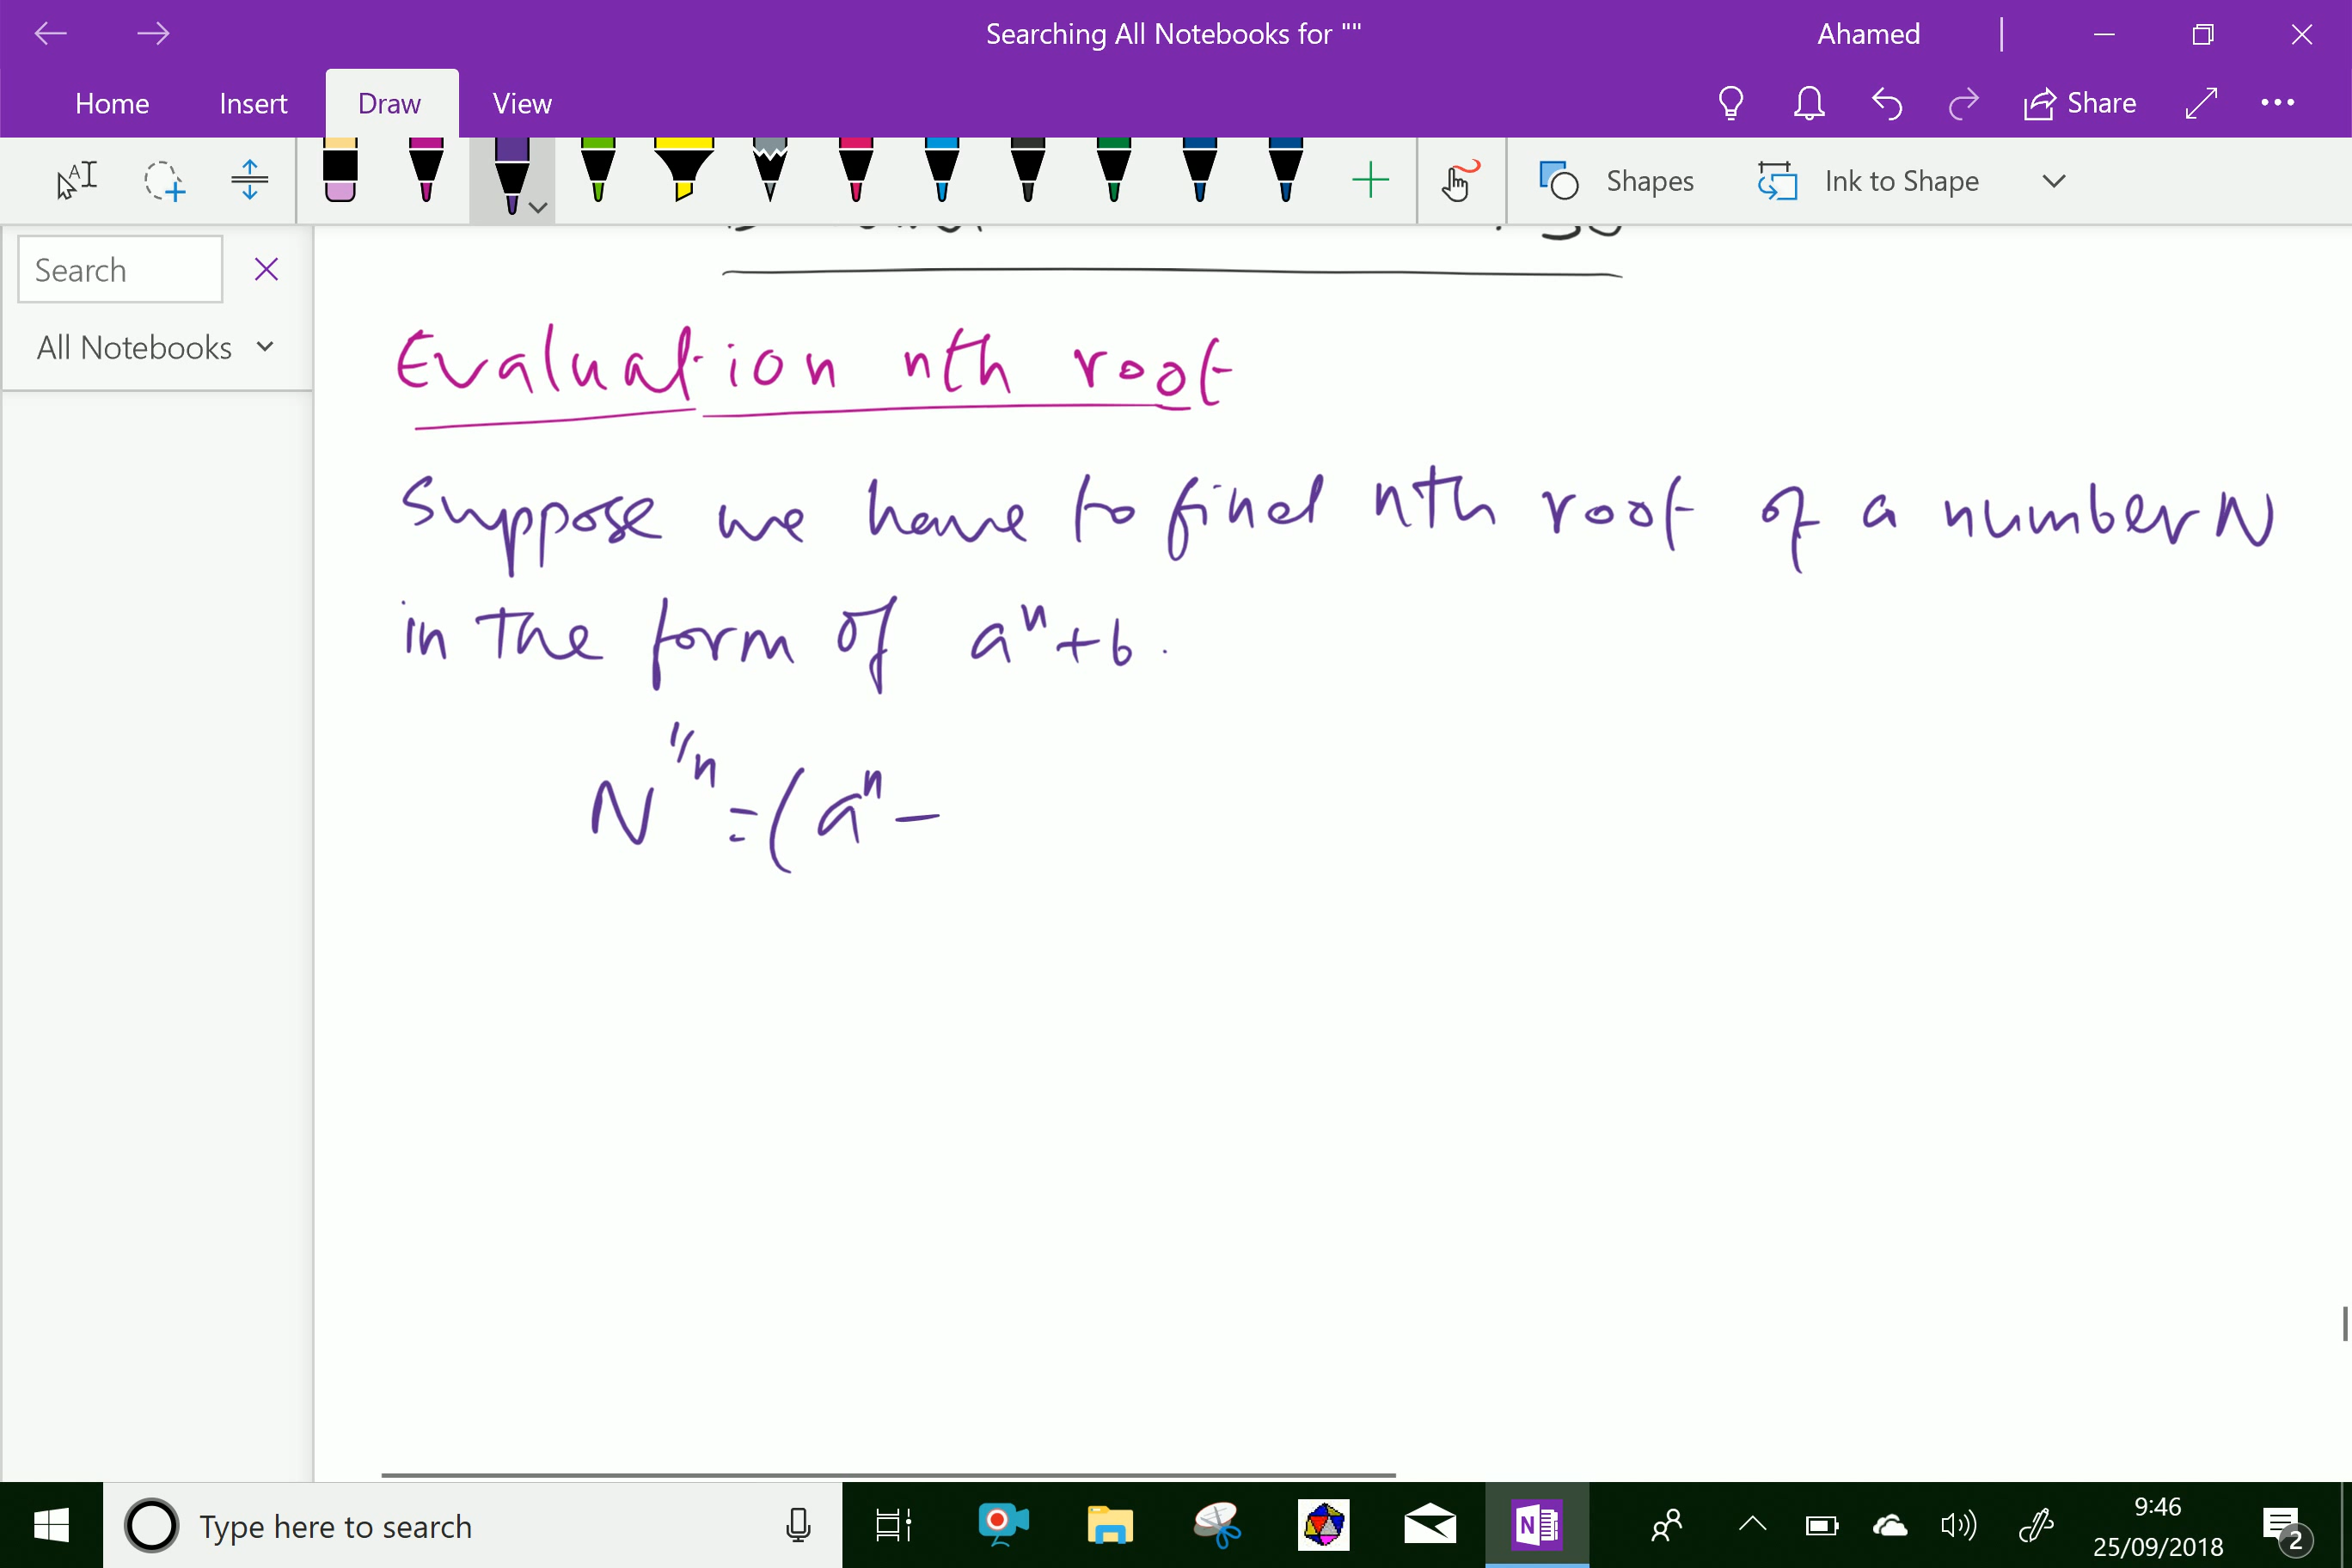 Searching All Notebooks for ""
Ahamed
Home Insert Draw View
Share
Shapes
Ink to Shape
Search
All Notebooks
Evaluation nth root
Suppose we have to find nth root of a number N
in the form of aⁿ+b.
N^1/n = (aⁿ −
Type here to search
9:46
25/09/2018
2